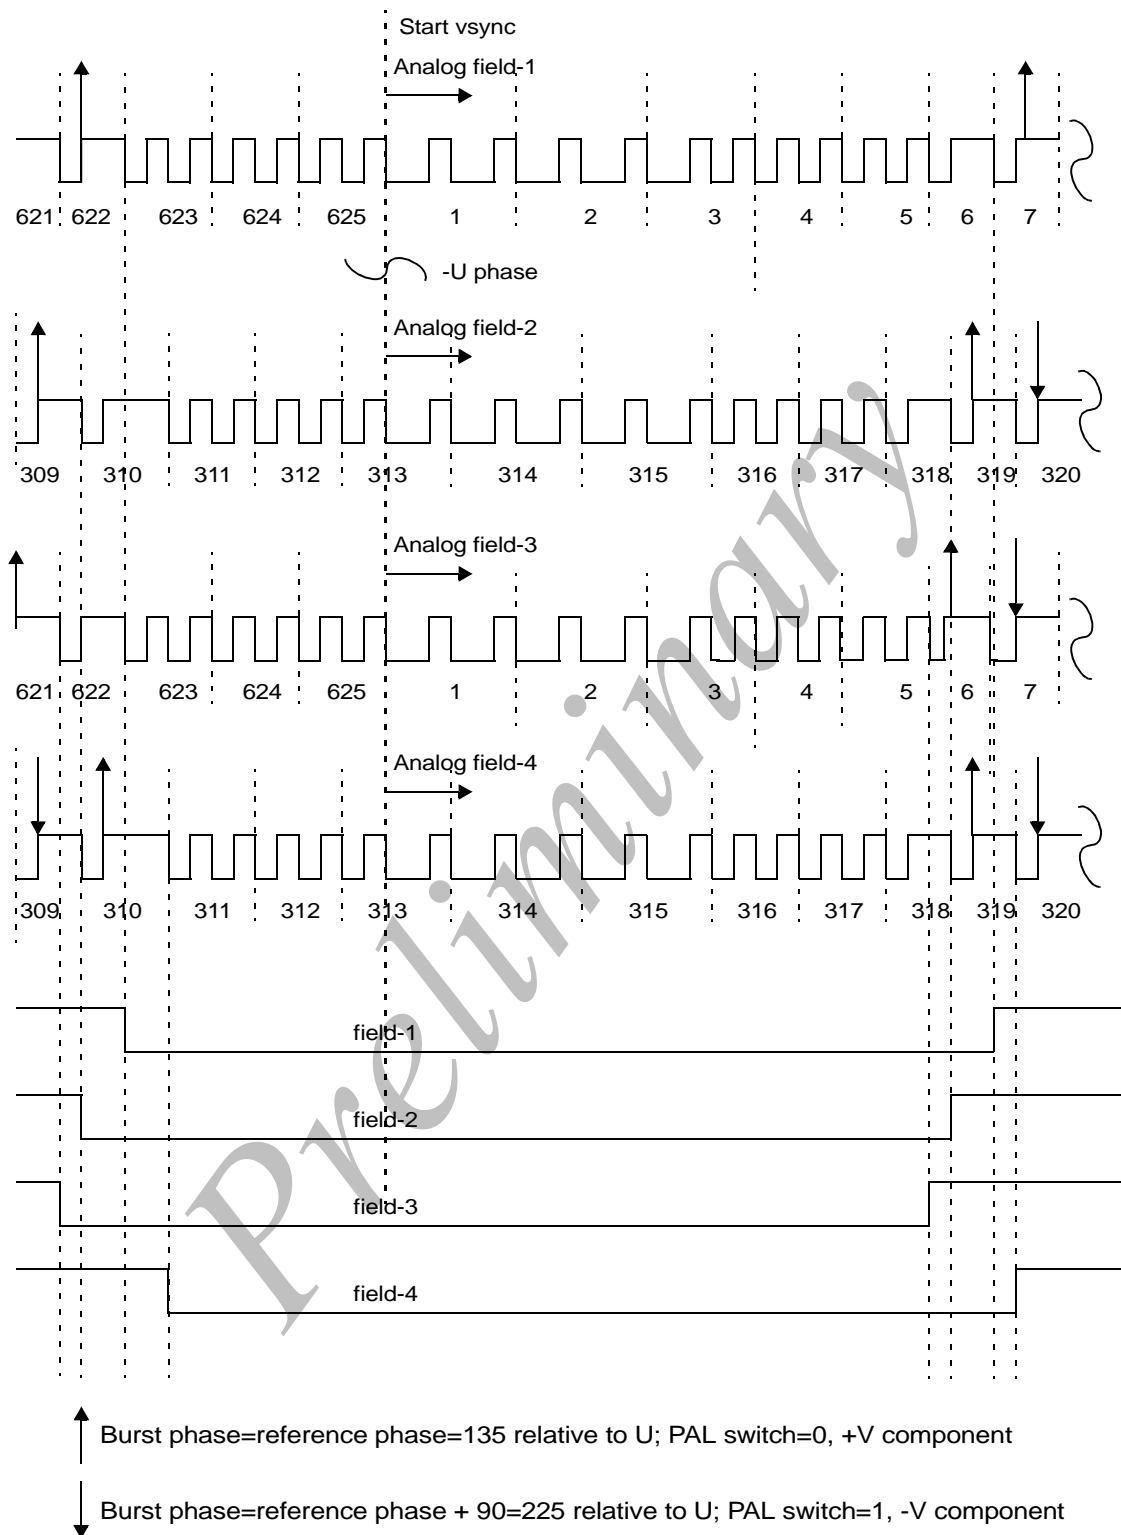 Start vsync
Analog field-1
621 622 623 624 625 1 2 3 4 5 6 7
-U phase
Analog field-2
309 310 311 312 313 314 315 316 317 318 319 320
Analog field-3
621 622 623 624 625 1 2 3 4 5 6 7
Analog field-4
309 310 311 312 313 314 315 316 317 318 319 320
field-1
field-2
field-3
field-4
Preliminary
Burst phase=reference phase=135 relative to U; PAL switch=0, +V component
Burst phase=reference phase + 90=225 relative to U; PAL switch=1, -V component